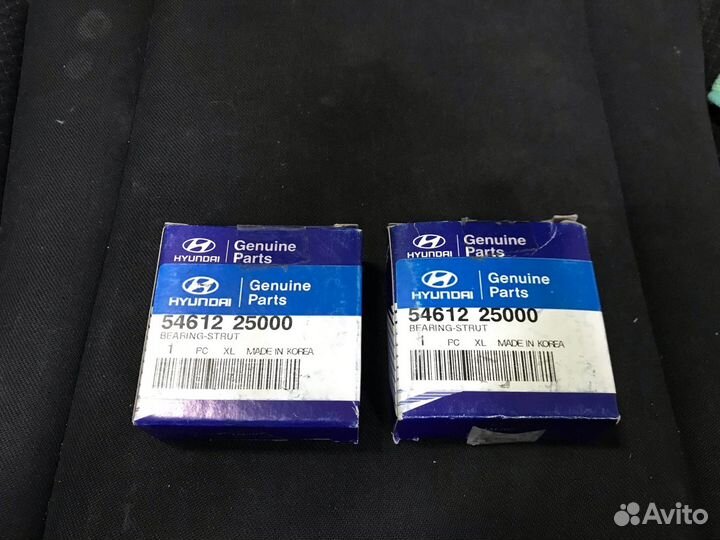 HYUNDAI
Genuine
Parts
HYUNDAI
Genuine
Parts
54612 25000
BEARING-STRUT
1 PC XL MADE IN KOREA
HYUNDAI
Genuine
Parts
HYUNDAI
Genuine
Parts
54612 25000
BEARING-STRUT
1 PC XL MADE IN KOREA
Avito